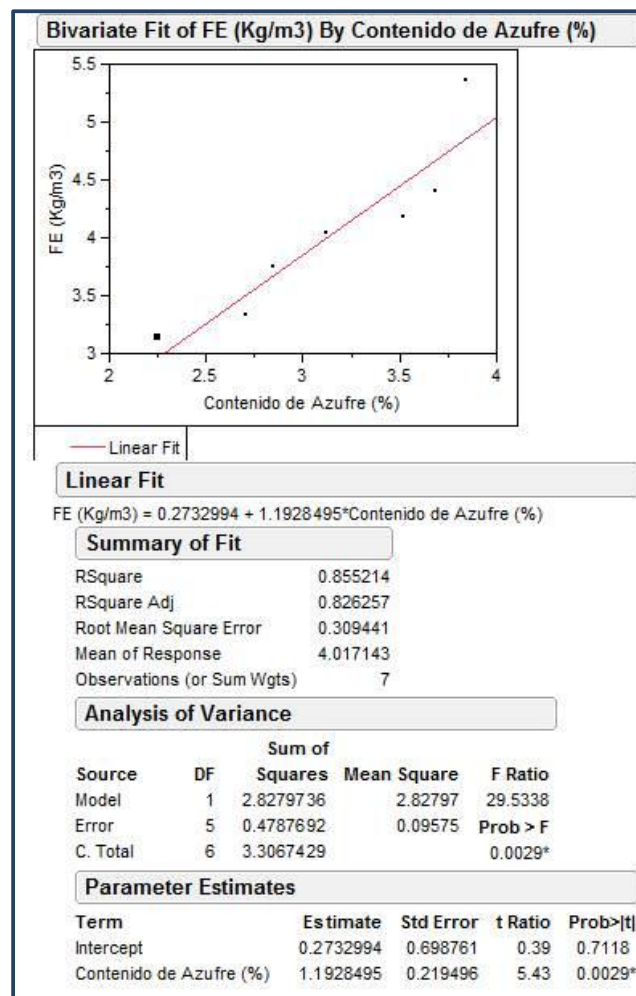 Bivariate Fit of FE (Kg/m3) By Contenido de Azufre (%)
5.5
5
4.5
4
3.5
3
FE (Kg/m3)
2 2.5 3 3.5 4
Contenido de Azufre (%)
Linear Fit
Linear Fit
FE (Kg/m3) = 0.2732994 + 1.1928495*Contenido de Azufre (%)
Summary of Fit
RSquare 0.855214
RSquare Adj 0.826257
Root Mean Square Error 0.309441
Mean of Response 4.017143
Observations (or Sum Wgts) 7
Analysis of Variance
Sum of
Source DF Squares Mean Square F Ratio
Model 1 2.8279736 2.82797 29.5338
Error 5 0.4787692 0.09575 Prob > F
C. Total 6 3.3067429 0.0029*
Parameter Estimates
Term Estimate Std Error t Ratio Prob>|t|
Intercept 0.2732994 0.698761 0.39 0.7118
Contenido de Azufre (%) 1.1928495 0.219496 5.43 0.0029*